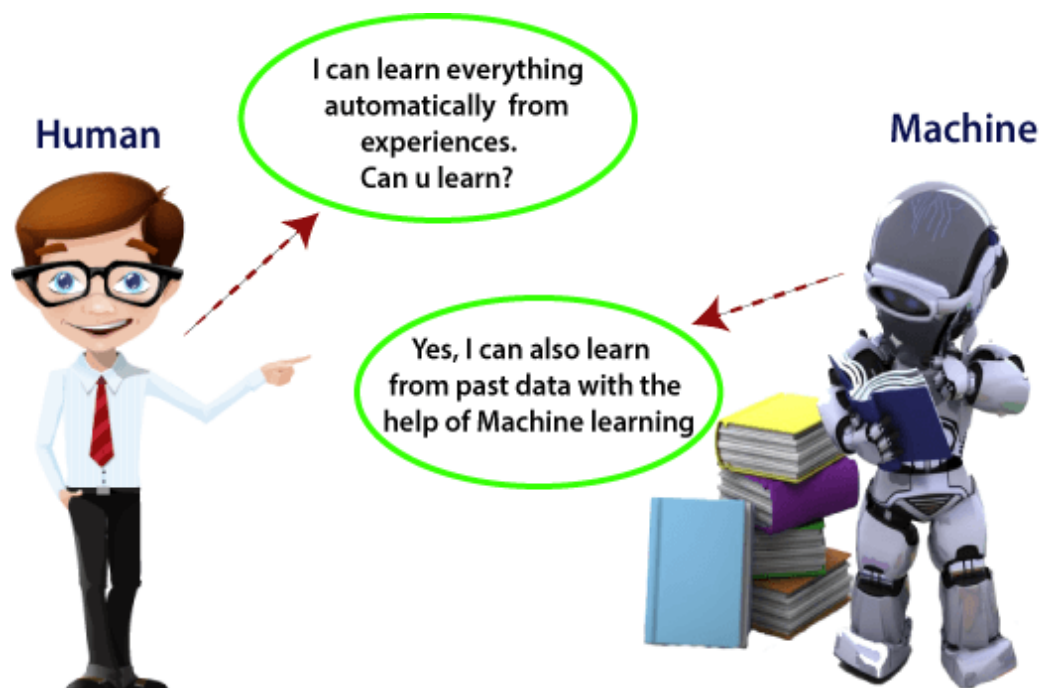 Human
I can learn everything
automatically from
experiences.
Can u learn?
Machine
Yes, I can also learn
from past data with the
help of Machine learning